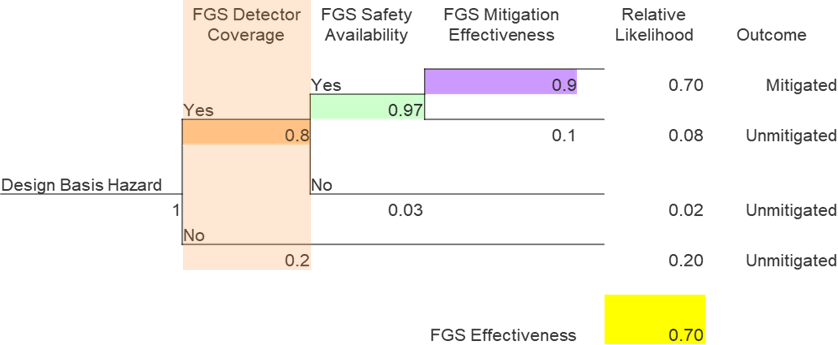 FGS Detector Coverage
FGS Safety Availability
FGS Mitigation Effectiveness
Relative Likelihood
Outcome
Yes
0.9
0.70
Mitigated
Yes
0.97
0.8
0.1
0.08
Unmitigated
Design Basis Hazard
No
1
0.03
0.02
Unmitigated
No
0.2
0.20
Unmitigated
FGS Effectiveness
0.70